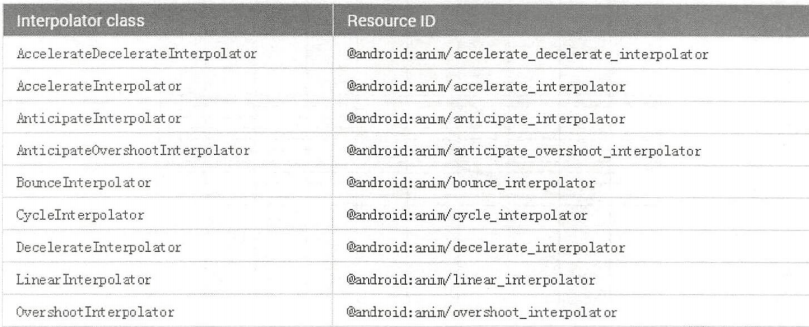 Interpolator class Resource ID
AccelerateDecelerateInterpolator @android:anim/accelerate_decelerate_interpolator
AccelerateInterpolator @android:anim/accelerate_interpolator
AnticipateInterpolator @android:anim/anticipate_interpolator
AnticipateOvershootInterpolator @android:anim/anticipate_overshoot_interpolator
BounceInterpolator @android:anim/bounce_interpolator
CycleInterpolator @android:anim/cycle_interpolator
DecelerateInterpolator @android:anim/decelerate_interpolator
LinearInterpolator @android:anim/linear_interpolator
OvershootInterpolator @android:anim/overshoot_interpolator